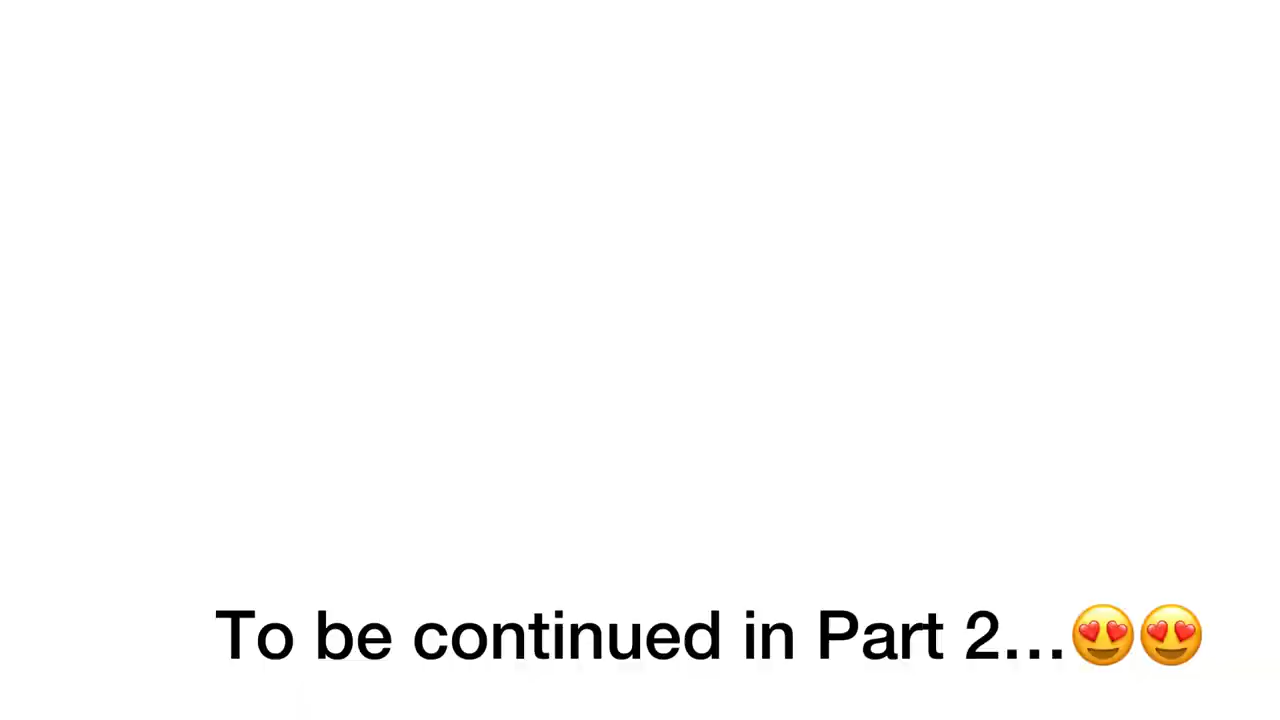 To be continued in Part 2...😍😍